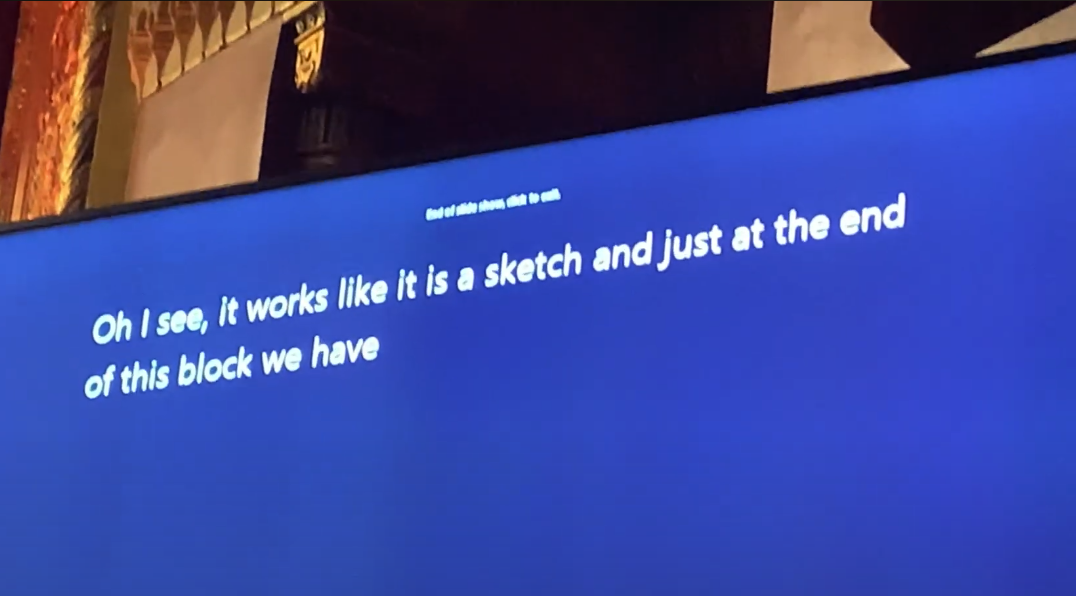 End of slide show, click to exit.
Oh I see, it works like it is a sketch and just at the end
of this block we have